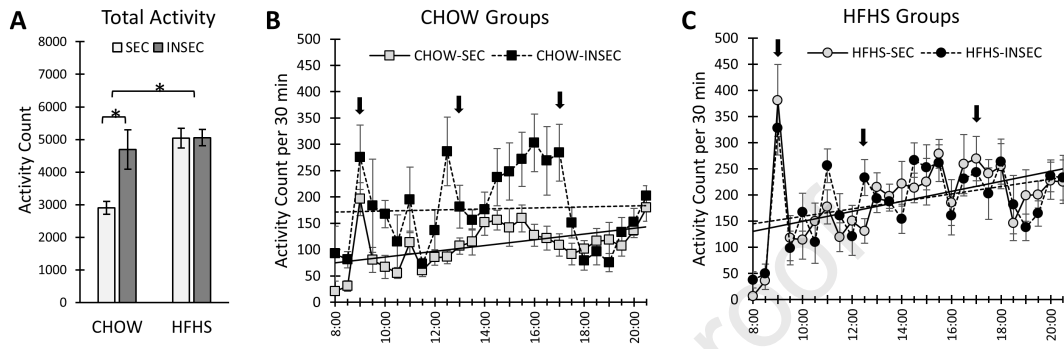 A
Total Activity
SEC INSEC
Activity Count
8000
7000
6000
5000
4000
3000
2000
1000
0
*
*
CHOW HFHS
B
CHOW Groups
CHOW-SEC CHOW-INSEC
Activity Count per 30 min
500
450
400
350
300
250
200
150
100
50
0
8:00 10:00 12:00 14:00 16:00 18:00 20:00
C
HFHS Groups
HFHS-SEC HFHS-INSEC
Activity Count per 30 min
500
450
400
350
300
250
200
150
100
50
0
8:00 10:00 12:00 14:00 16:00 18:00 20:00
roof